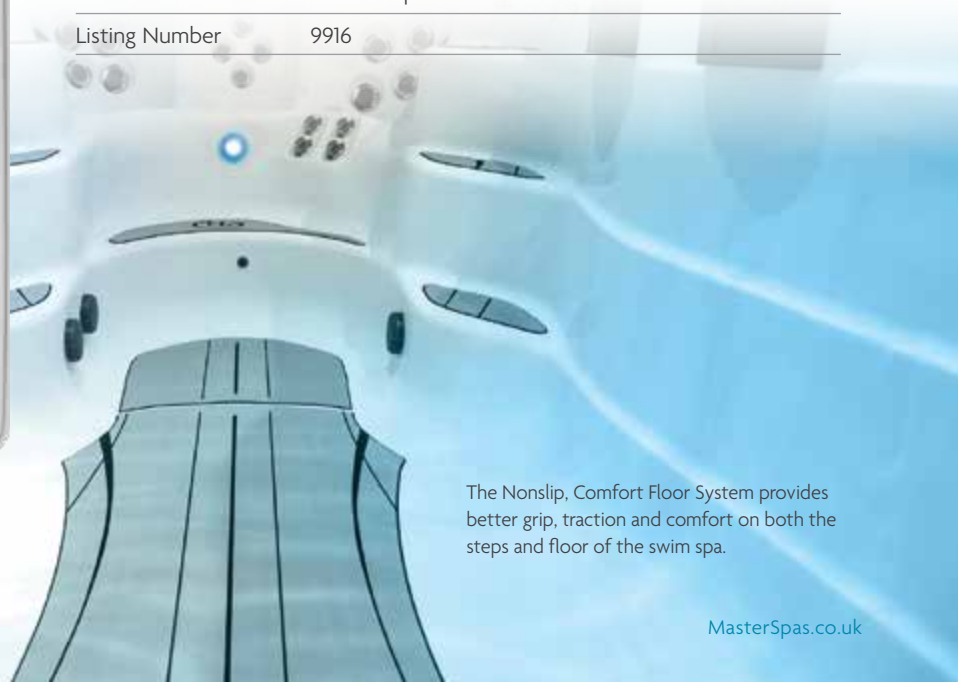 Listing Number 9916
The Nonslip, Comfort Floor System provides
better grip, traction and comfort on both the
steps and floor of the swim spa.
MasterSpas.co.uk